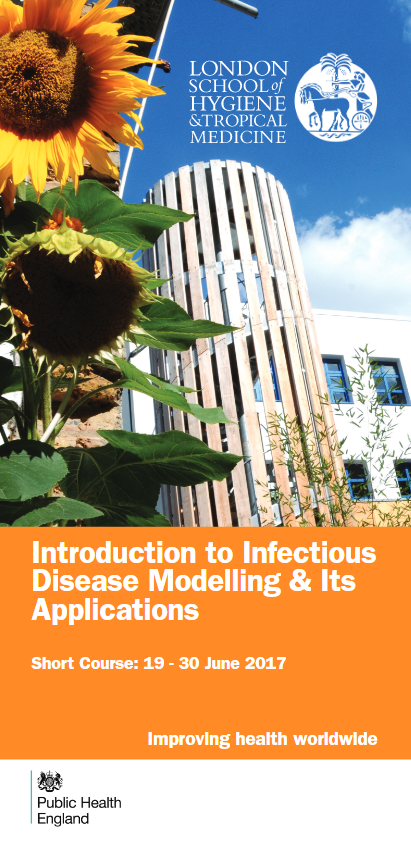 LONDON
SCHOOL of
HYGIENE
& TROPICAL
MEDICINE
Introduction to Infectious
Disease Modelling & Its
Applications
Short Course: 19 - 30 June 2017
Improving health worldwide
Public Health
England